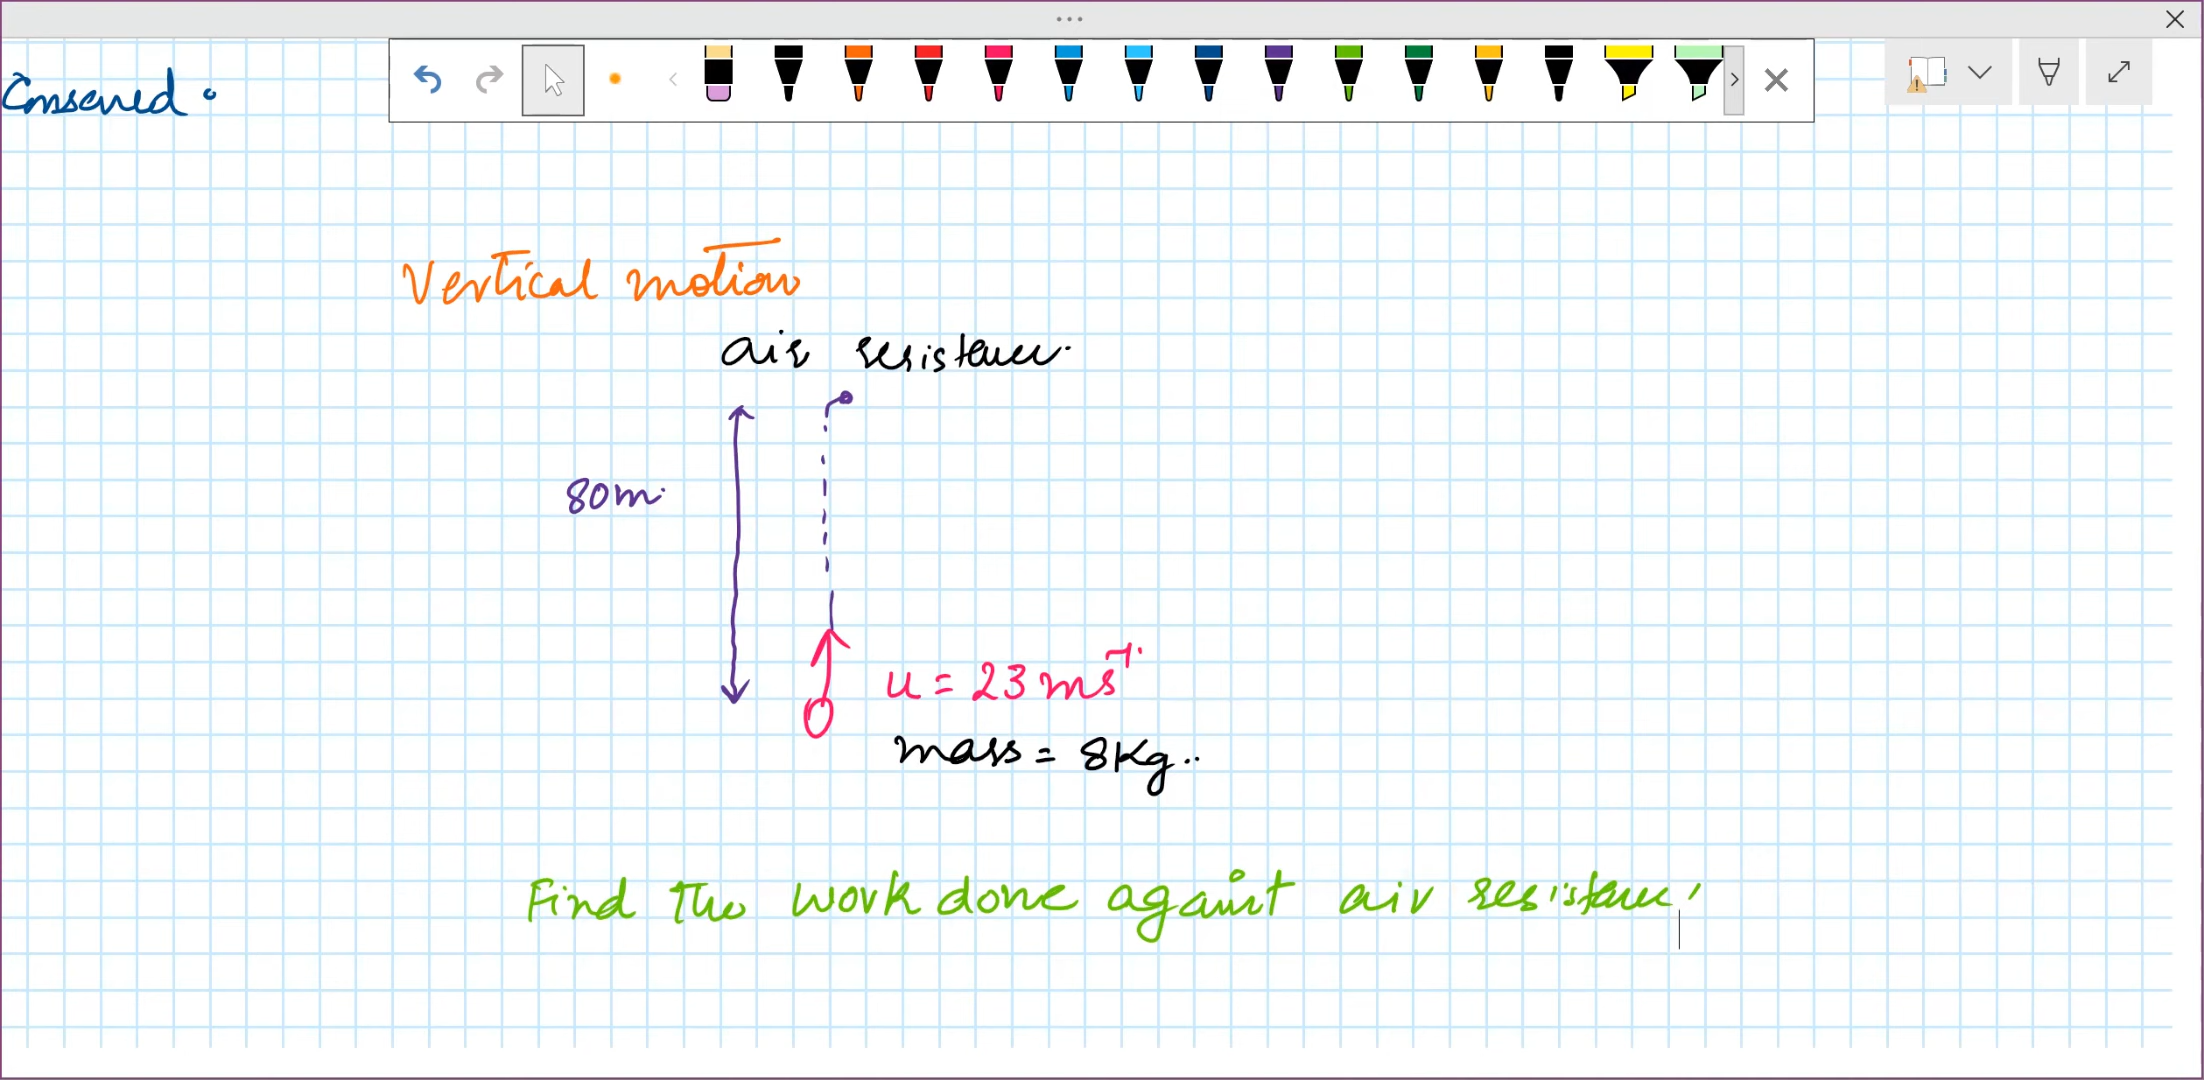 Conserved.
Vertical motion
air resistance.
80m.
u = 23 ms⁻¹.
mass = 8Kg..
Find the work done against air resistance.